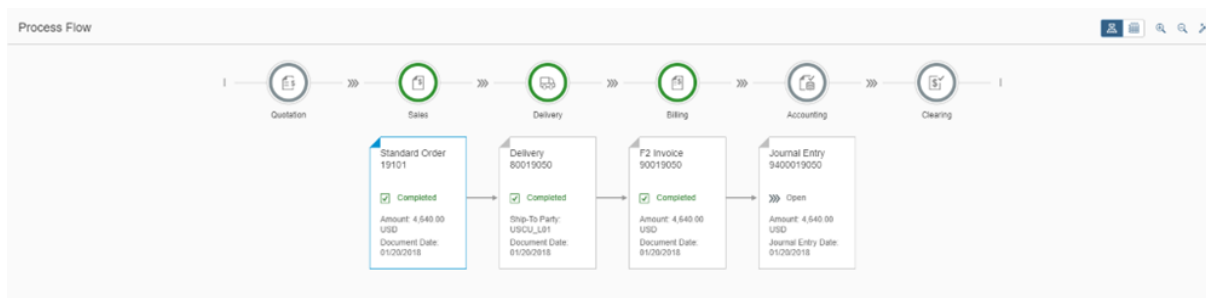 Process Flow
Quotation
Sales
Delivery
Billing
Accounting
Clearing
Standard Order
19101
Completed
Amount: 4,640.00
USD
Document Date:
01/20/2018
Delivery
80019050
Completed
Ship-To Party:
USCU_L01
Document Date:
01/20/2018
F2 Invoice
90019050
Completed
Amount: 4,640.00
USD
Document Date:
01/20/2018
Journal Entry
9400019050
Open
Amount: 4,640.00
USD
Journal Entry Date:
01/20/2018